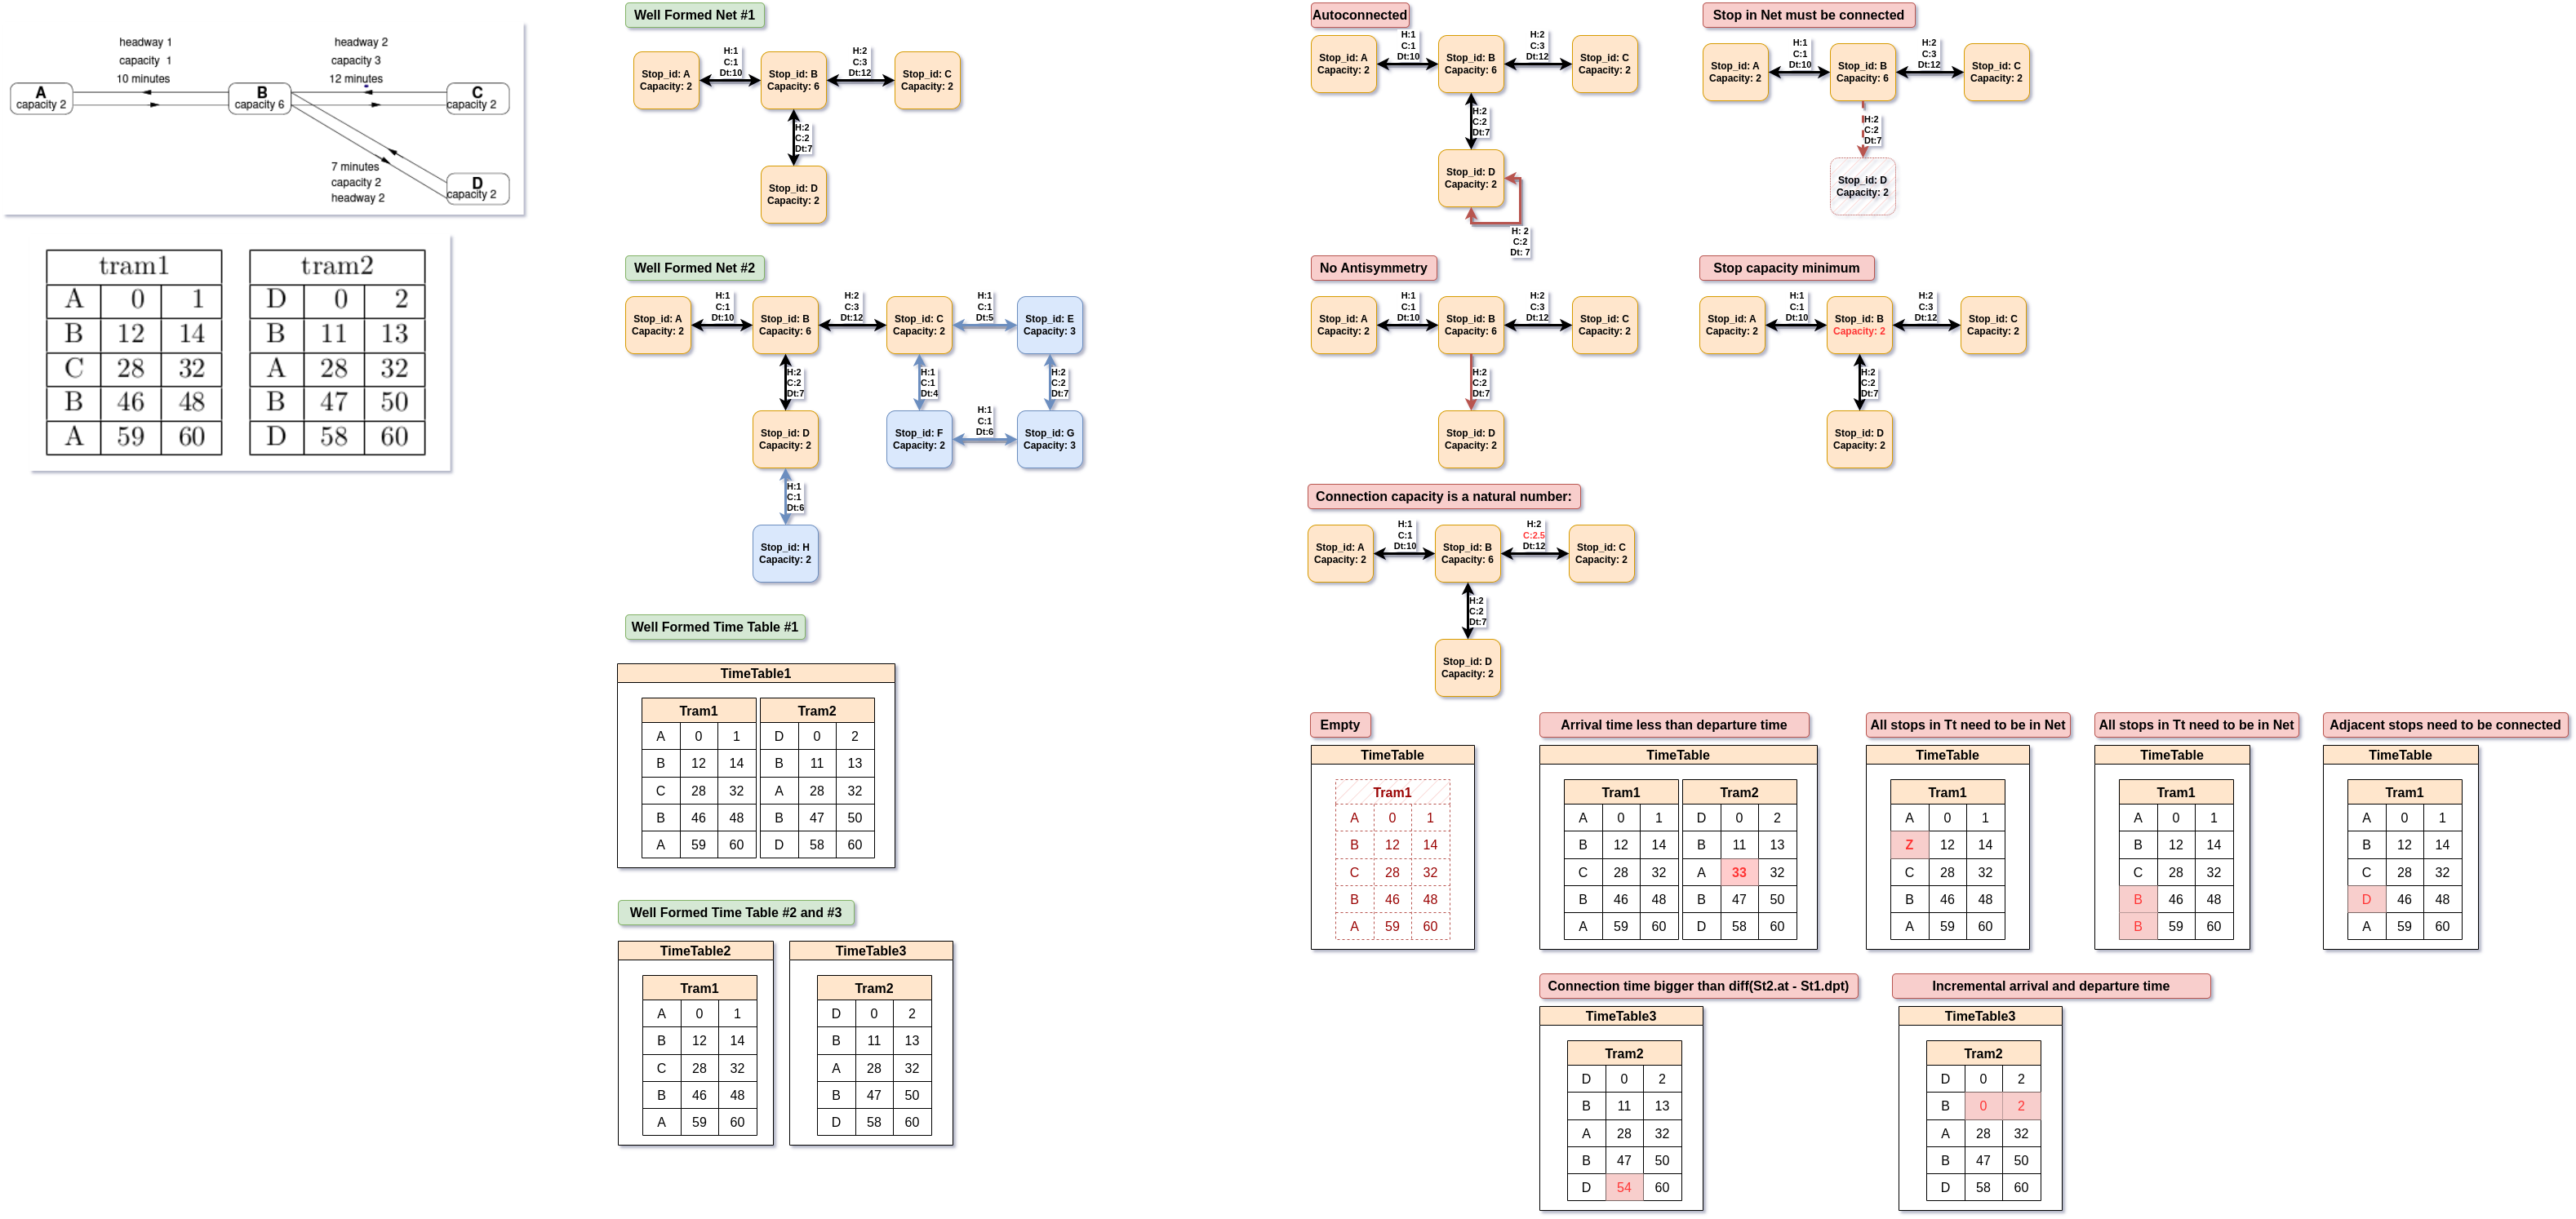 headway 1
capacity 1
10 minutes
headway 2
capacity 3
12 minutes
A
capacity 2
B
capacity 6
C
capacity 2
7 minutes
capacity 2
headway 2
D
capacity 2
tram1
A 0 1
B 12 14
C 28 32
B 46 48
A 59 60
tram2
D 0 2
B 11 13
A 28 32
B 47 50
D 58 60
Well Formed Net #1
Stop_id: A
Capacity: 2
H:1
C:1
Dt:10
Stop_id: B
Capacity: 6
H:2
C:3
Dt:12
Stop_id: C
Capacity: 2
H:2
C:2
Dt:7
Stop_id: D
Capacity: 2
Well Formed Net #2
Stop_id: A
Capacity: 2
H:1
C:1
Dt:10
Stop_id: B
Capacity: 6
H:2
C:3
Dt:12
Stop_id: C
Capacity: 2
H:1
C:1
Dt:5
Stop_id: E
Capacity: 3
H:2
C:2
Dt:7
H:1
C:1
Dt:4
H:2
C:2
Dt:7
Stop_id: D
Capacity: 2
Stop_id: F
Capacity: 2
H:1
C:1
Dt:6
Stop_id: G
Capacity: 3
H:1
C:1
Dt:6
Stop_id: H
Capacity: 2
Well Formed Time Table #1
TimeTable1
Tram1
A 0 1
B 12 14
C 28 32
B 46 48
A 59 60
Tram2
D 0 2
B 11 13
A 28 32
B 47 50
D 58 60
Well Formed Time Table #2 and #3
TimeTable2
Tram1
A 0 1
B 12 14
C 28 32
B 46 48
A 59 60
TimeTable3
Tram2
D 0 2
B 11 13
A 28 32
B 47 50
D 58 60
Autoconnected
Stop_id: A
Capacity: 2
H:1
C:1
Dt:10
Stop_id: B
Capacity: 6
H:2
C:3
Dt:12
Stop_id: C
Capacity: 2
H:2
C:2
Dt:7
Stop_id: D
Capacity: 2
H: 2
C:2
Dt: 7
Stop in Net must be connected
Stop_id: A
Capacity: 2
H:1
C:1
Dt:10
Stop_id: B
Capacity: 6
H:2
C:3
Dt:12
Stop_id: C
Capacity: 2
H:2
C:2
Dt:7
Stop_id: D
Capacity: 2
No Antisymmetry
Stop_id: A
Capacity: 2
H:1
C:1
Dt:10
Stop_id: B
Capacity: 6
H:2
C:3
Dt:12
Stop_id: C
Capacity: 2
H:2
C:2
Dt:7
Stop_id: D
Capacity: 2
Stop capacity minimum
Stop_id: A
Capacity: 2
H:1
C:1
Dt:10
Stop_id: B
Capacity: 2
H:2
C:3
Dt:12
Stop_id: C
Capacity: 2
H:2
C:2
Dt:7
Stop_id: D
Capacity: 2
Connection capacity is a natural number:
Stop_id: A
Capacity: 2
H:1
C:1
Dt:10
Stop_id: B
Capacity: 6
H:2
C:2.5
Dt:12
Stop_id: C
Capacity: 2
H:2
C:2
Dt:7
Stop_id: D
Capacity: 2
Empty
TimeTable
Tram1
A 0 1
B 12 14
C 28 32
B 46 48
A 59 60
Arrival time less than departure time
TimeTable
Tram1
A 0 1
B 12 14
C 28 32
B 46 48
A 59 60
Tram2
D 0 2
B 11 13
A 33 32
B 47 50
D 58 60
All stops in Tt need to be in Net
TimeTable
Tram1
A 0 1
Z 12 14
C 28 32
B 46 48
A 59 60
All stops in Tt need to be in Net
TimeTable
Tram1
A 0 1
B 12 14
C 28 32
B 46 48
B 59 60
Adjacent stops need to be connected
TimeTable
Tram1
A 0 1
B 12 14
C 28 32
D 46 48
A 59 60
Connection time bigger than diff(St2.at - St1.dpt)
TimeTable3
Tram2
D 0 2
B 11 13
A 28 32
B 47 50
D 54 60
Incremental arrival and departure time
TimeTable3
Tram2
D 0 2
B 0 2
A 28 32
B 47 50
D 58 60